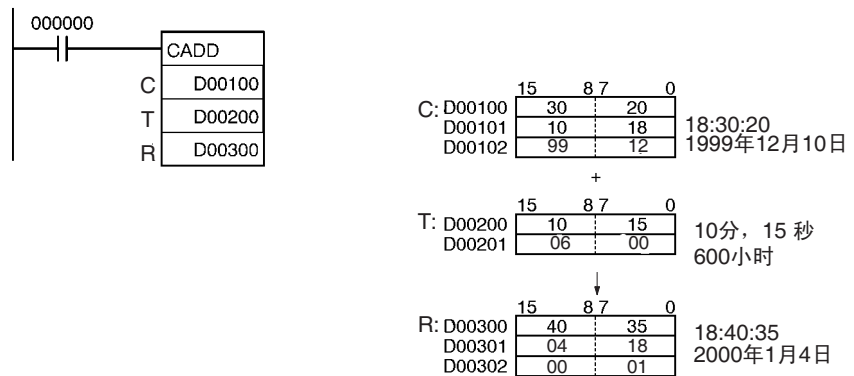 000000
CADD
C D00100
T D00200
R D00300
15 8 7 0
C: D00100 30 20
D00101 10 18
D00102 99 12
18:30:20
1999年12月10日
+
15 8 7 0
T: D00200 10 15
D00201 06 00
10分，15 秒
600小时
15 8 7 0
R: D00300 40 35
D00301 04 18
D00302 00 01
18:40:35
2000年1月4日